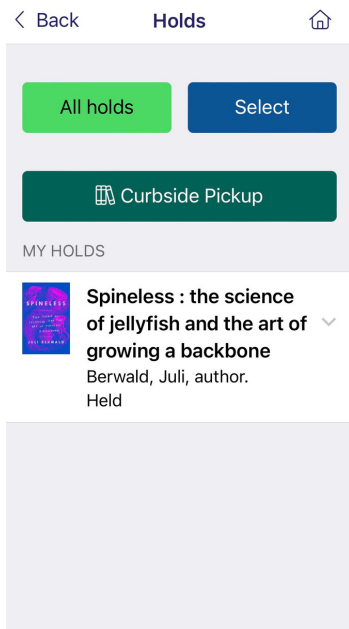 Back
Holds
All holds
Select
Curbside Pickup
MY HOLDS
SPINELESS
JULI BERWALD
Spineless : the science
of jellyfish and the art of
growing a backbone
Berwald, Juli, author.
Held